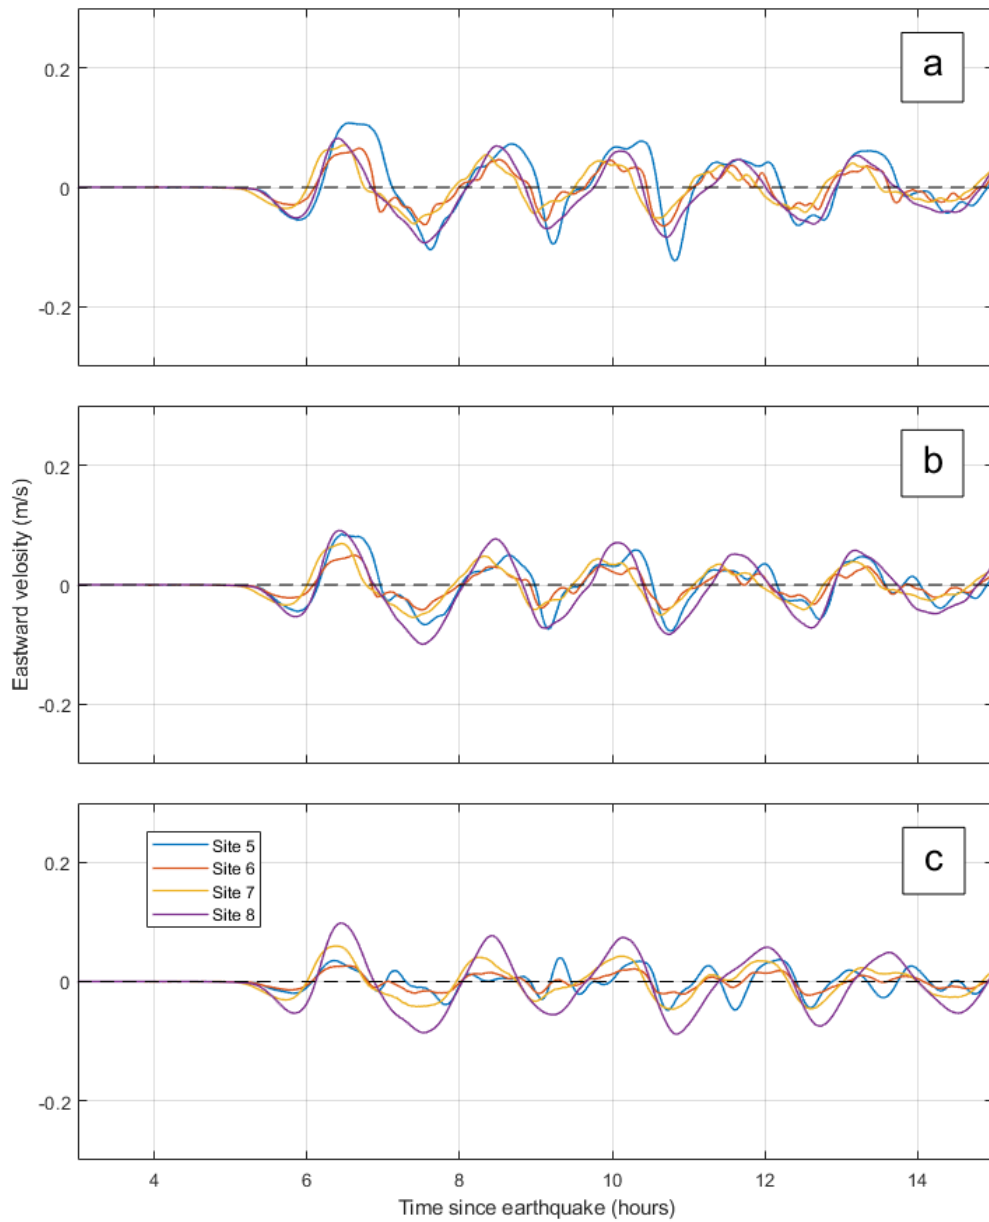 0.2
0
-0.2
a
0.2
0
-0.2
b
Eastward velosity (m/s)
0.2
0
-0.2
c
Site 5
Site 6
Site 7
Site 8
4 6 8 10 12 14
Time since earthquake (hours)